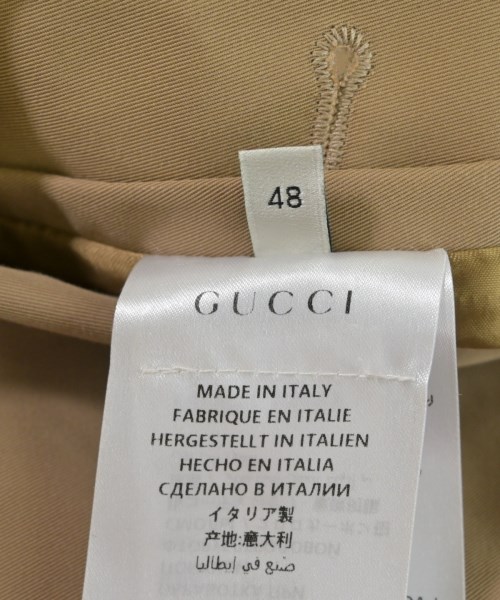 48
GUCCI
MADE IN ITALY
FABRIQUE EN ITALIE
HERGESTELLT IN ITALIEN
HECHO EN ITALIA
СДЕЛАНО В ИТАЛИИ
イタリア製
产地:意大利
صنع في إيطاليا